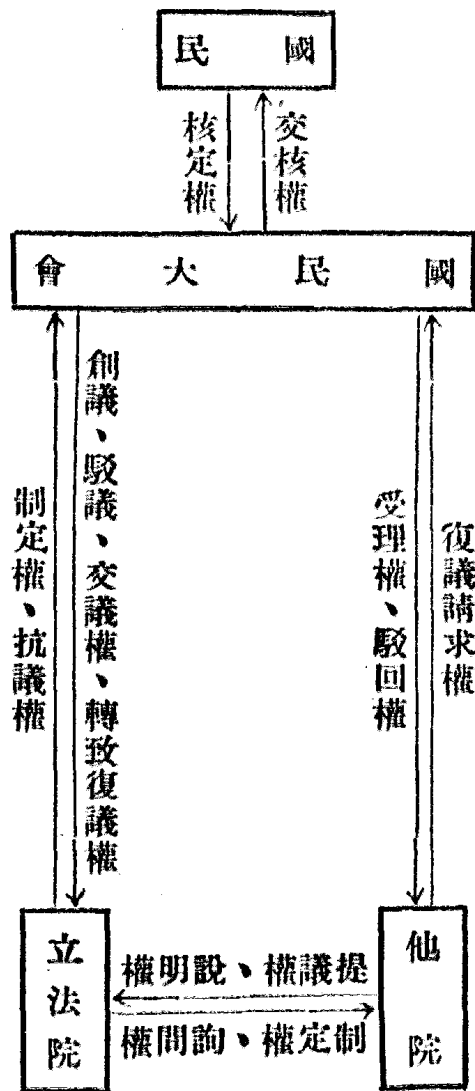 國民
交核權
核定權
國民大會
復議請求權
受理權、駁回權
創議、駁議、交議權、轉致復議權
制定權、抗議權
他院
立法院
提議權、說明權
制定權、詢問權